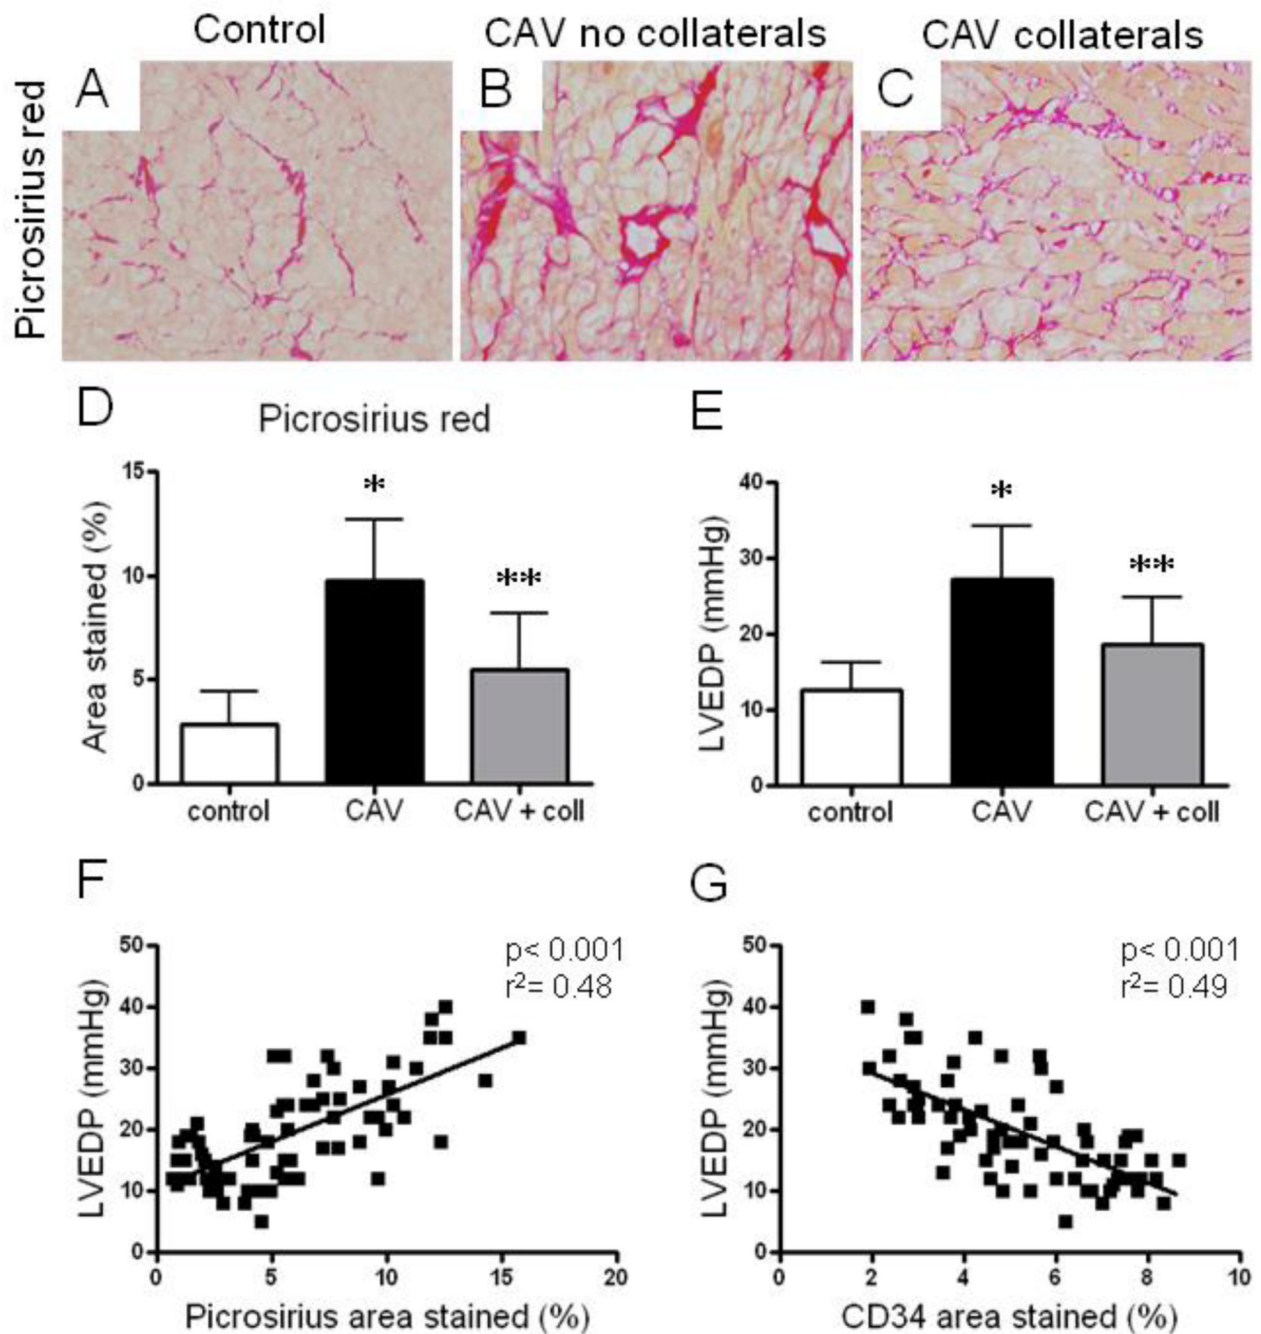 Control
CAV no collaterals
CAV collaterals
Picrosirius red
A
B
C
D
Picrosirius red
Area stained (%)
15
10
5
0
*
**
control
CAV
CAV + coll
E
LVEDP (mmHg)
40
30
20
10
0
*
**
control
CAV
CAV + coll
F
p< 0.001
r²= 0.48
LVEDP (mmHg)
50
40
30
20
10
0
0 5 10 15 20
Picrosirius area stained (%)
G
p< 0.001
r²= 0.49
LVEDP (mmHg)
50
40
30
20
10
0
0 2 4 6 8 10
CD34 area stained (%)